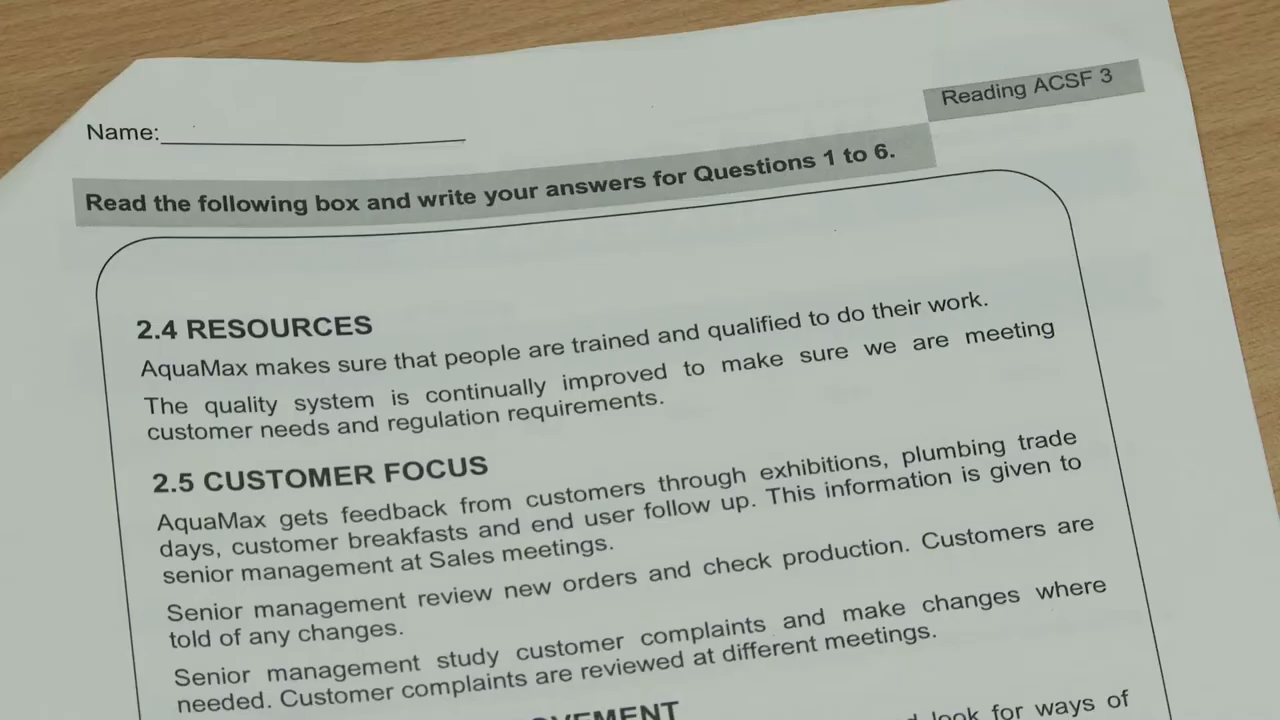 Reading ACSF 3
Name:
Read the following box and write your answers for Questions 1 to 6.
2.4 RESOURCES
AquaMax makes sure that people are trained and qualified to do their work.
The quality system is continually improved to make sure we are meeting
customer needs and regulation requirements.
2.5 CUSTOMER FOCUS
AquaMax gets feedback from customers through exhibitions, plumbing trade
days, customer breakfasts and end user follow up. This information is given to
senior management at Sales meetings.
Senior management review new orders and check production. Customers are
told of any changes.
Senior management study customer complaints and make changes where
needed. Customer complaints are reviewed at different meetings.
look for ways of